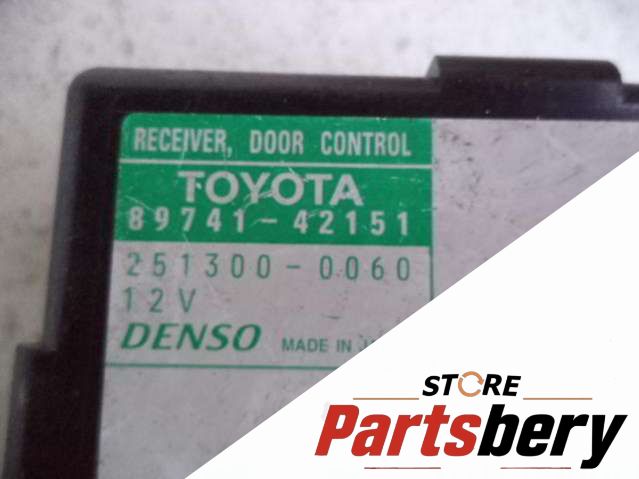 RECEIVER, DOOR CONTROL
TOYOTA
89741-42151
251300-0060
12V
DENSO MADE IN
STORE
Partsbery